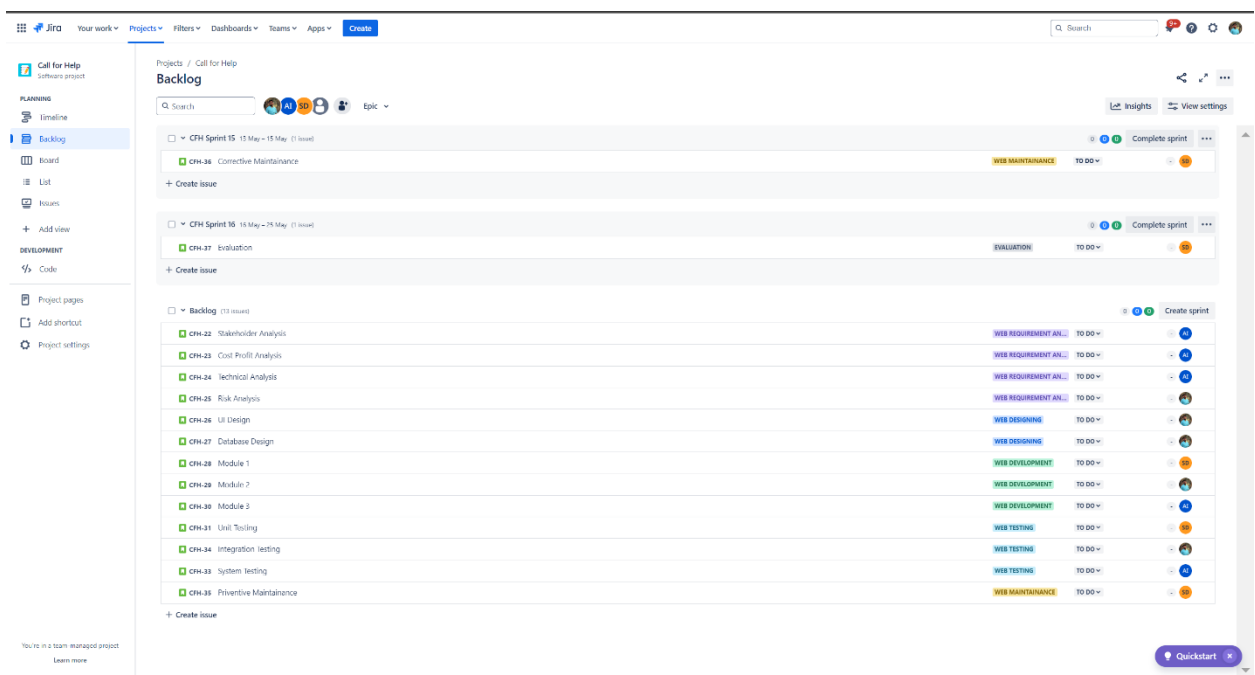 Jira Your work Projects Filters Dashboards Teams Apps Create Search 9+
Call for Help
Software project
PLANNING
Timeline
Backlog
Board
List
Issues
+ Add view
DEVELOPMENT
Code
Project pages
Add shortcut
Project settings
You're in a team-managed project
Learn more
Projects / Call for Help
Backlog
Search AI SD Epic Insights View settings
CFH Sprint 15 13 May – 15 May (1 issue) 0 0 0 Complete sprint
CFH-36 Corrective Maintainance WEB MAINTAINANCE TO DO - SD
+ Create issue
CFH Sprint 16 16 May – 25 May (1 issue) 0 0 0 Complete sprint
CFH-37 Evaluation EVALUATION TO DO - SD
+ Create issue
Backlog (13 issues) 0 0 0 Create sprint
CFH-22 Stakeholder Analysis WEB REQUIREMENT AN... TO DO - AI
CFH-23 Cost Profit Analysis WEB REQUIREMENT AN... TO DO - AI
CFH-24 Technical Analysis WEB REQUIREMENT AN... TO DO - AI
CFH-25 Risk Analysis WEB REQUIREMENT AN... TO DO -
CFH-26 UI Design WEB DESIGNING TO DO -
CFH-27 Database Design WEB DESIGNING TO DO -
CFH-28 Module 1 WEB DEVELOPMENT TO DO - SD
CFH-29 Module 2 WEB DEVELOPMENT TO DO -
CFH-30 Module 3 WEB DEVELOPMENT TO DO - AI
CFH-31 Unit Testing WEB TESTING TO DO - SD
CFH-34 Integration Testing WEB TESTING TO DO -
CFH-33 System Testing WEB TESTING TO DO - AI
CFH-35 Priventive Maintainance WEB MAINTAINANCE TO DO - SD
+ Create issue
Quickstart ×